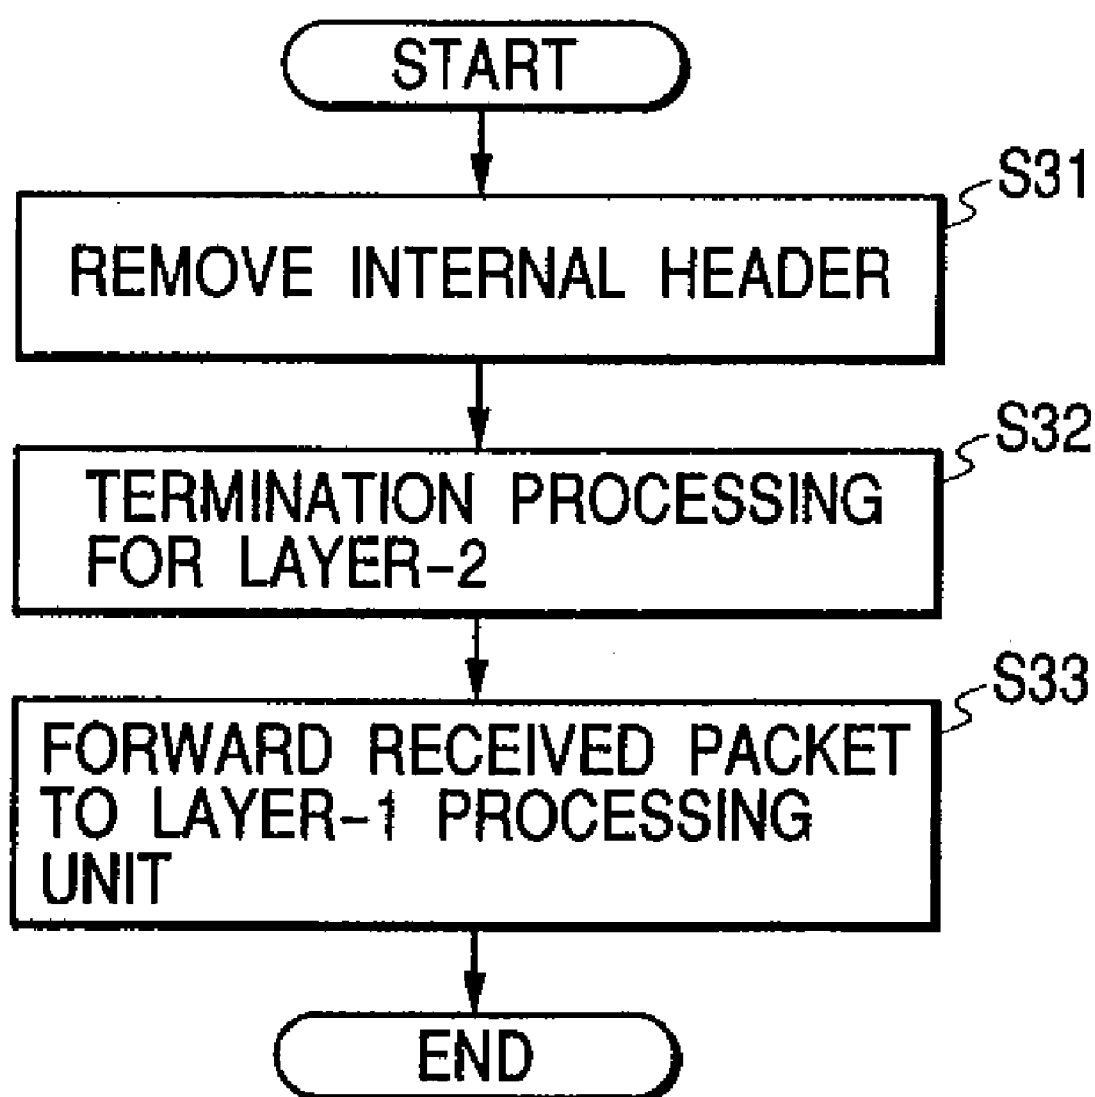 START
S31
REMOVE INTERNAL HEADER
S32
TERMINATION PROCESSING
FOR LAYER-2
S33
FORWARD RECEIVED PACKET
TO LAYER-1 PROCESSING
UNIT
END